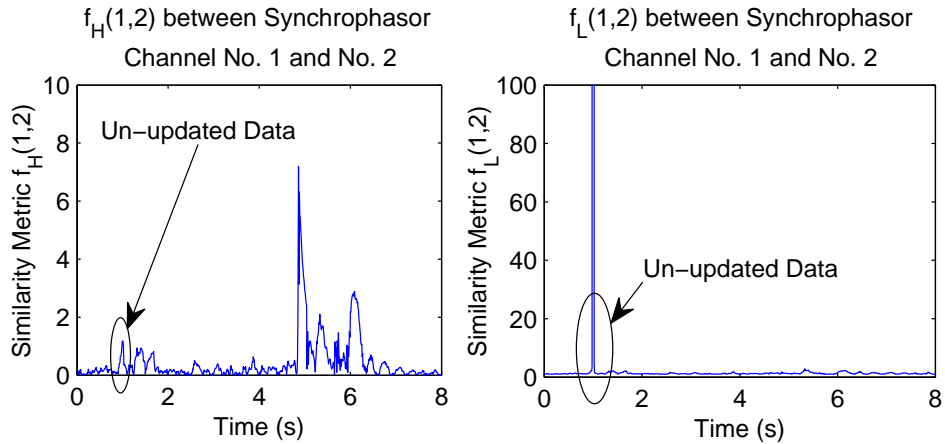 f_H(1,2) between Synchrophasor
Channel No. 1 and No. 2
Similarity Metric f_H(1,2)
10
8
6
4
2
0
Un−updated Data
0 2 4 6 8
Time (s)
f_L(1,2) between Synchrophasor
Channel No. 1 and No. 2
Similarity Metric f_L(1,2)
100
80
60
40
20
0
Un−updated Data
0 2 4 6 8
Time (s)